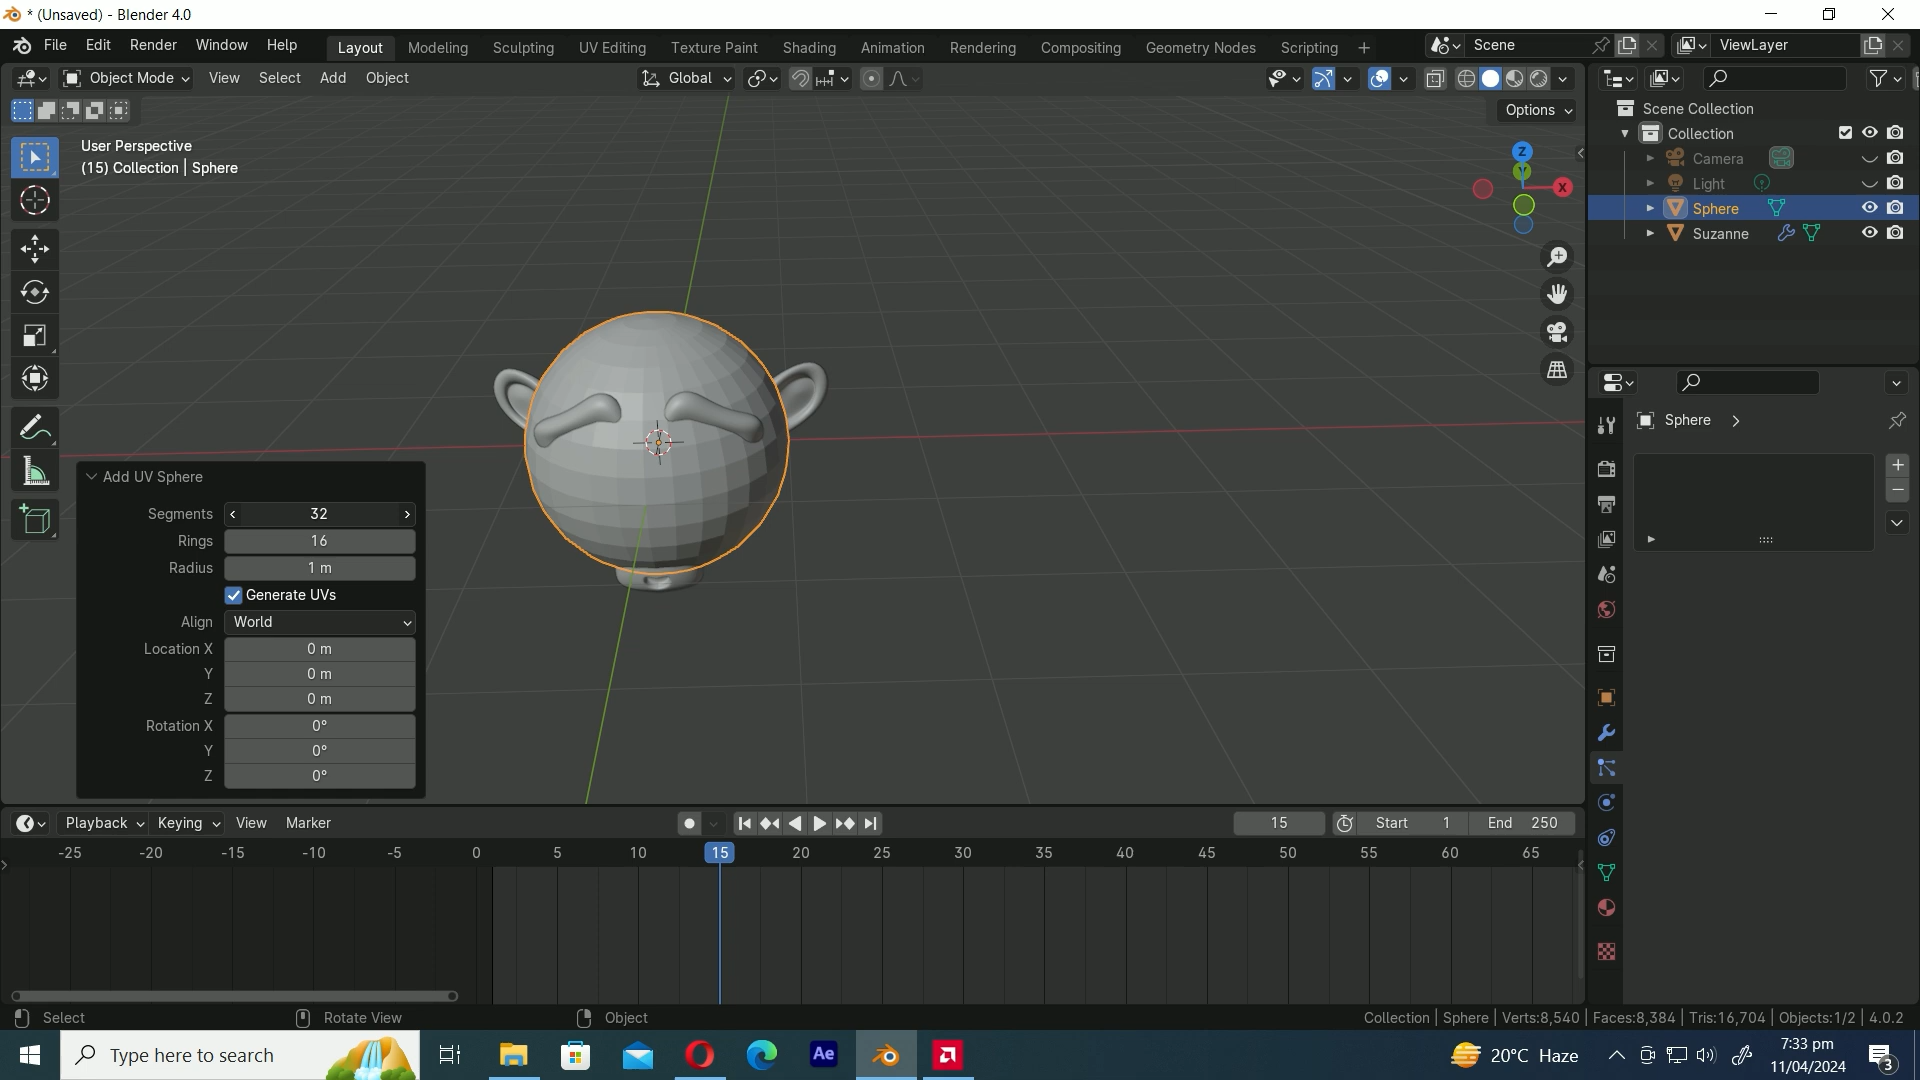 * (Unsaved) - Blender 4.0
File Edit Render Window Help Layout Modeling Sculpting UV Editing Texture Paint Shading Animation Rendering Compositing Geometry Nodes Scripting + Scene ViewLayer
Object Mode View Select Add Object Global
Options
User Perspective
(15) Collection | Sphere
Z
Y
X
Scene Collection
Collection
Camera
Light
Sphere
Suzanne
Sphere
Add UV Sphere
Segments 32
Rings 16
Radius 1 m
Generate UVs
Align World
Location X 0 m
Y 0 m
Z 0 m
Rotation X 0°
Y 0°
Z 0°
Playback Keying View Marker 15 Start 1 End 250
-25 -20 -15 -10 -5 0 5 10 15 20 25 30 35 40 45 50 55 60 65
Select Rotate View Object Collection | Sphere | Verts:8,540 | Faces:8,384 | Tris:16,704 | Objects:1/2 | 4.0.2
Type here to search Ae 20°C Haze 7:33 pm
11/04/2024 3